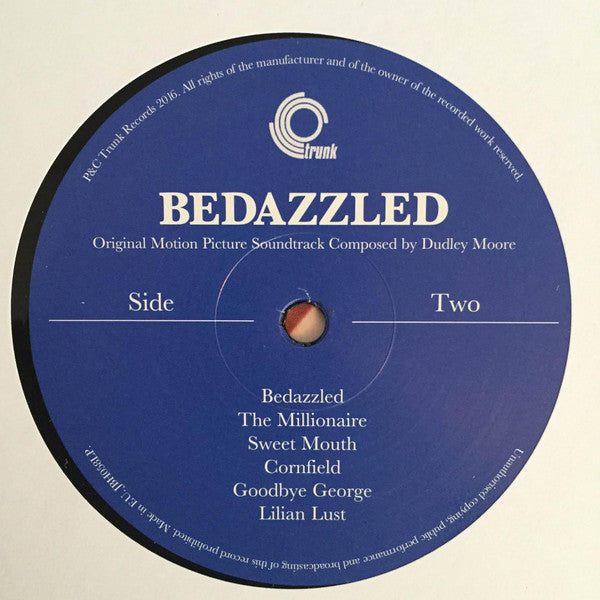 P&C Trunk Records 2016. All rights of the manufacturer and of the owner of the recorded work reserved.
trunk
BEDAZZLED
Original Motion Picture Soundtrack Composed by Dudley Moore
Side Two
Bedazzled
The Millionaire
Sweet Mouth
Cornfield
Goodbye George
Lilian Lust
Unauthorised copying, public performance and broadcasting of this record prohibited. Made in EU. JBH058LP.